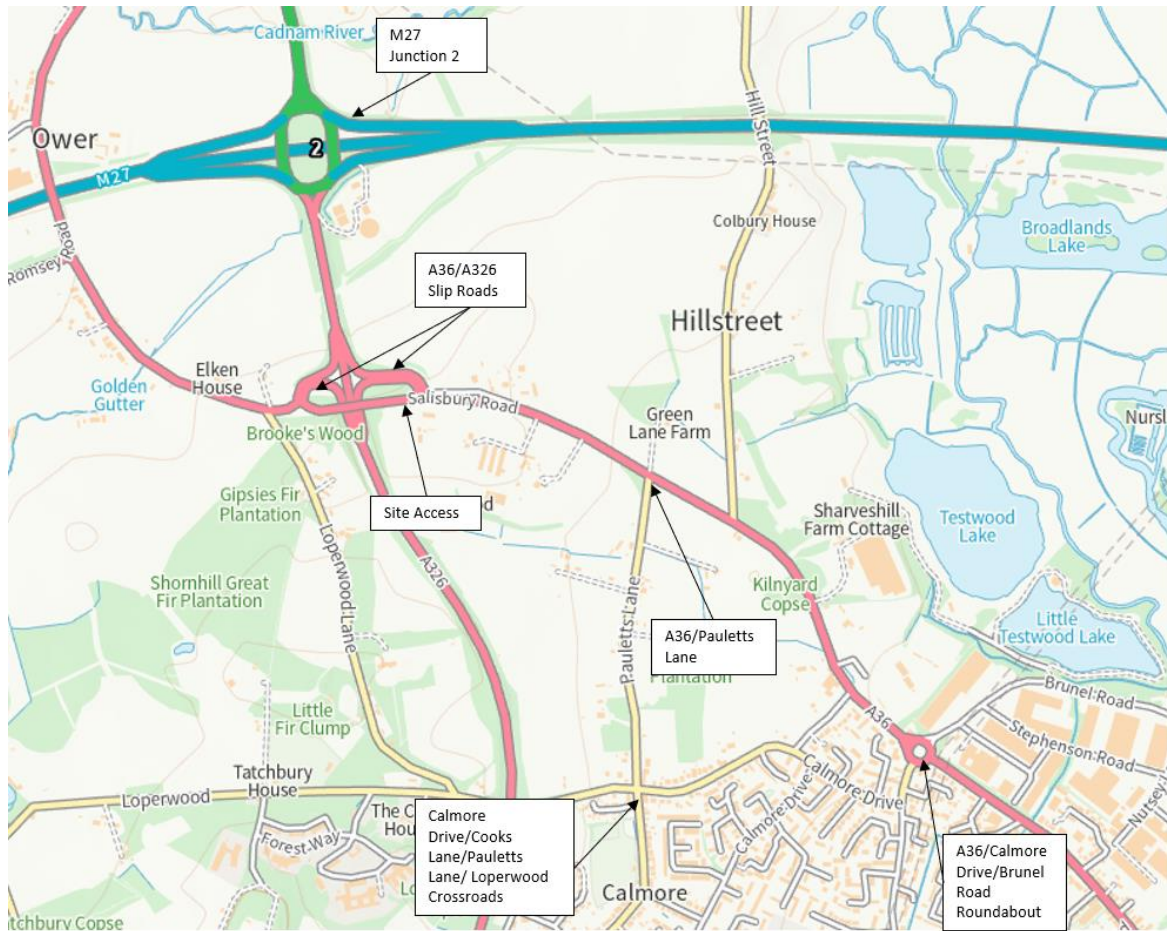 Cadnam River
M27
Junction 2
Hill Street
Ower
2
M27
Colbury House
Broadlands
Lake
Romsey Road
A36/A326
Slip Roads
Hillstreet
Elken
House
Golden
Gutter
Salisbury Road
Green
Lane Farm
Brooke's Wood
Gipsies Fir
Plantation
Site Access
Sharveshill
Farm Cottage
Testwood
Lake
Loperwood Lane
A326
Shornhill Great
Fir Plantation
Pauletts Lane
Kilnyard
Copse
Little
Testwood Lake
A36/Pauletts
Lane
Plantation
Brunel Road
Little
Fir Clump
A36
Stephenson Road
Tatchbury
House
Loperwood
Calmore Drive
Calmore Drive
Forest Way
Calmore
Drive/Cooks
Lane/Pauletts
Lane/ Loperwood
Crossroads
Calmore
A36/Calmore
Drive/Brunel
Road
Roundabout